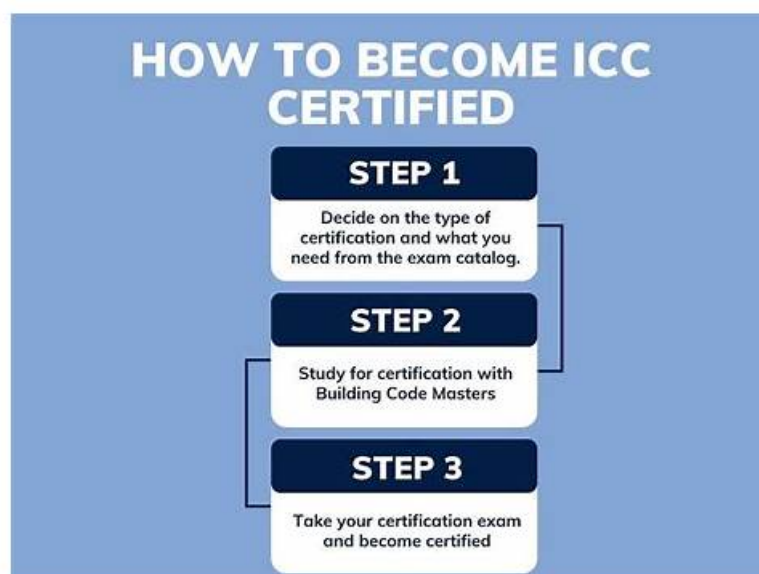 HOW TO BECOME ICC
CERTIFIED
STEP 1
Decide on the type of
certification and what you
need from the exam catalog.
STEP 2
Study for certification with
Building Code Masters
STEP 3
Take your certification exam
and become certified